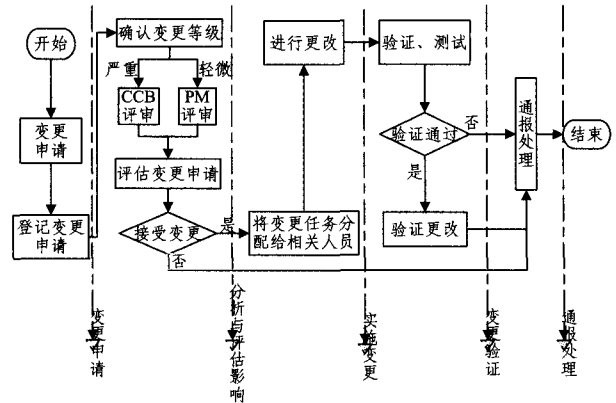 开始
变更
申请
登记变更
申请
确认变更等级
严重
轻微
CCB
评审
PM
评审
评估变更申请
接受变更
是
否
将变更任务分
配给相关人员
进行更改
验证、测试
验证通过
否
是
验证更改
通报处理
结束
变更申请
分析与评估影响
实施变更
变更验证
通报处理